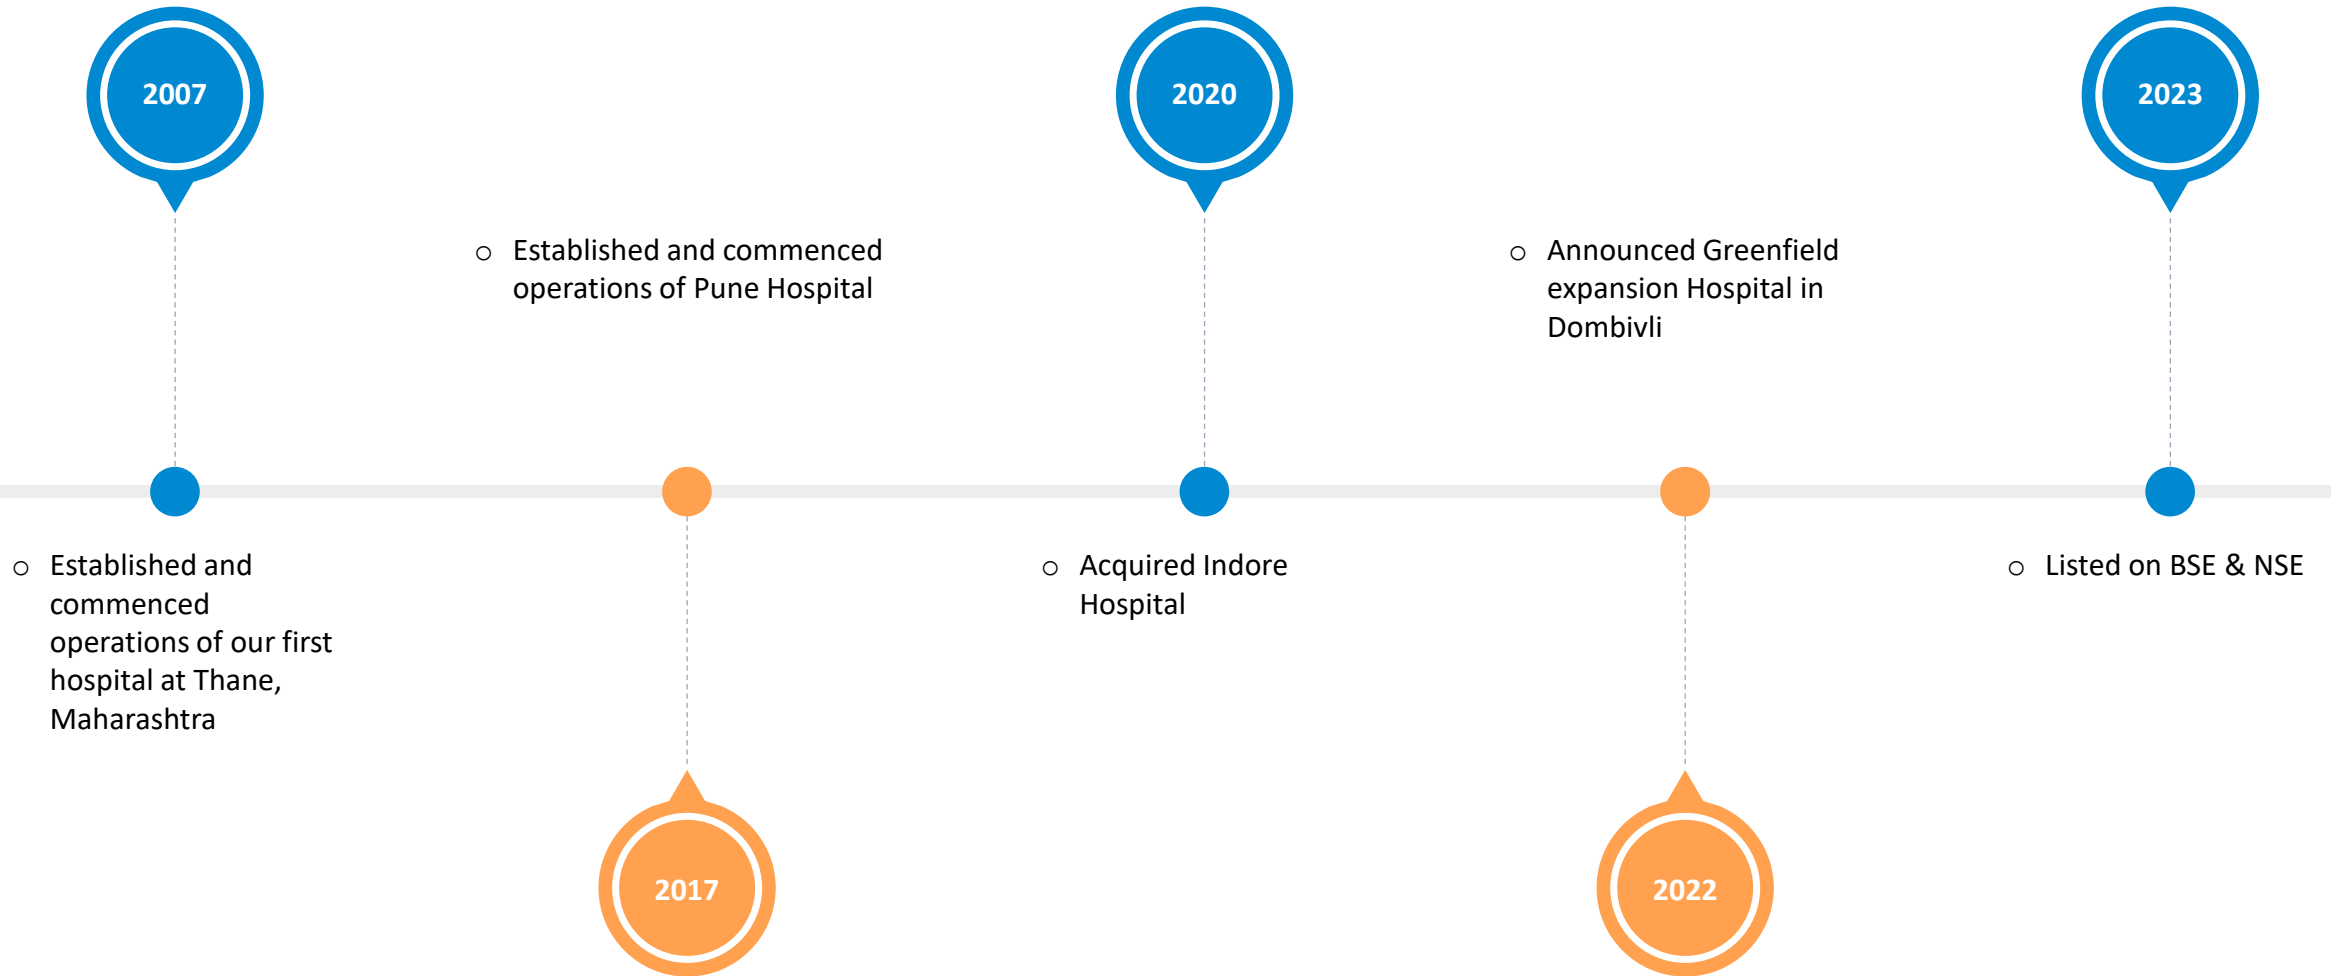 2007
2020
2023
○ Established and commenced
operations of Pune Hospital
○ Announced Greenfield
expansion Hospital in
Dombivli
○ Established and
commenced
operations of our first
hospital at Thane,
Maharashtra
○ Acquired Indore
Hospital
○ Listed on BSE & NSE
2017
2022